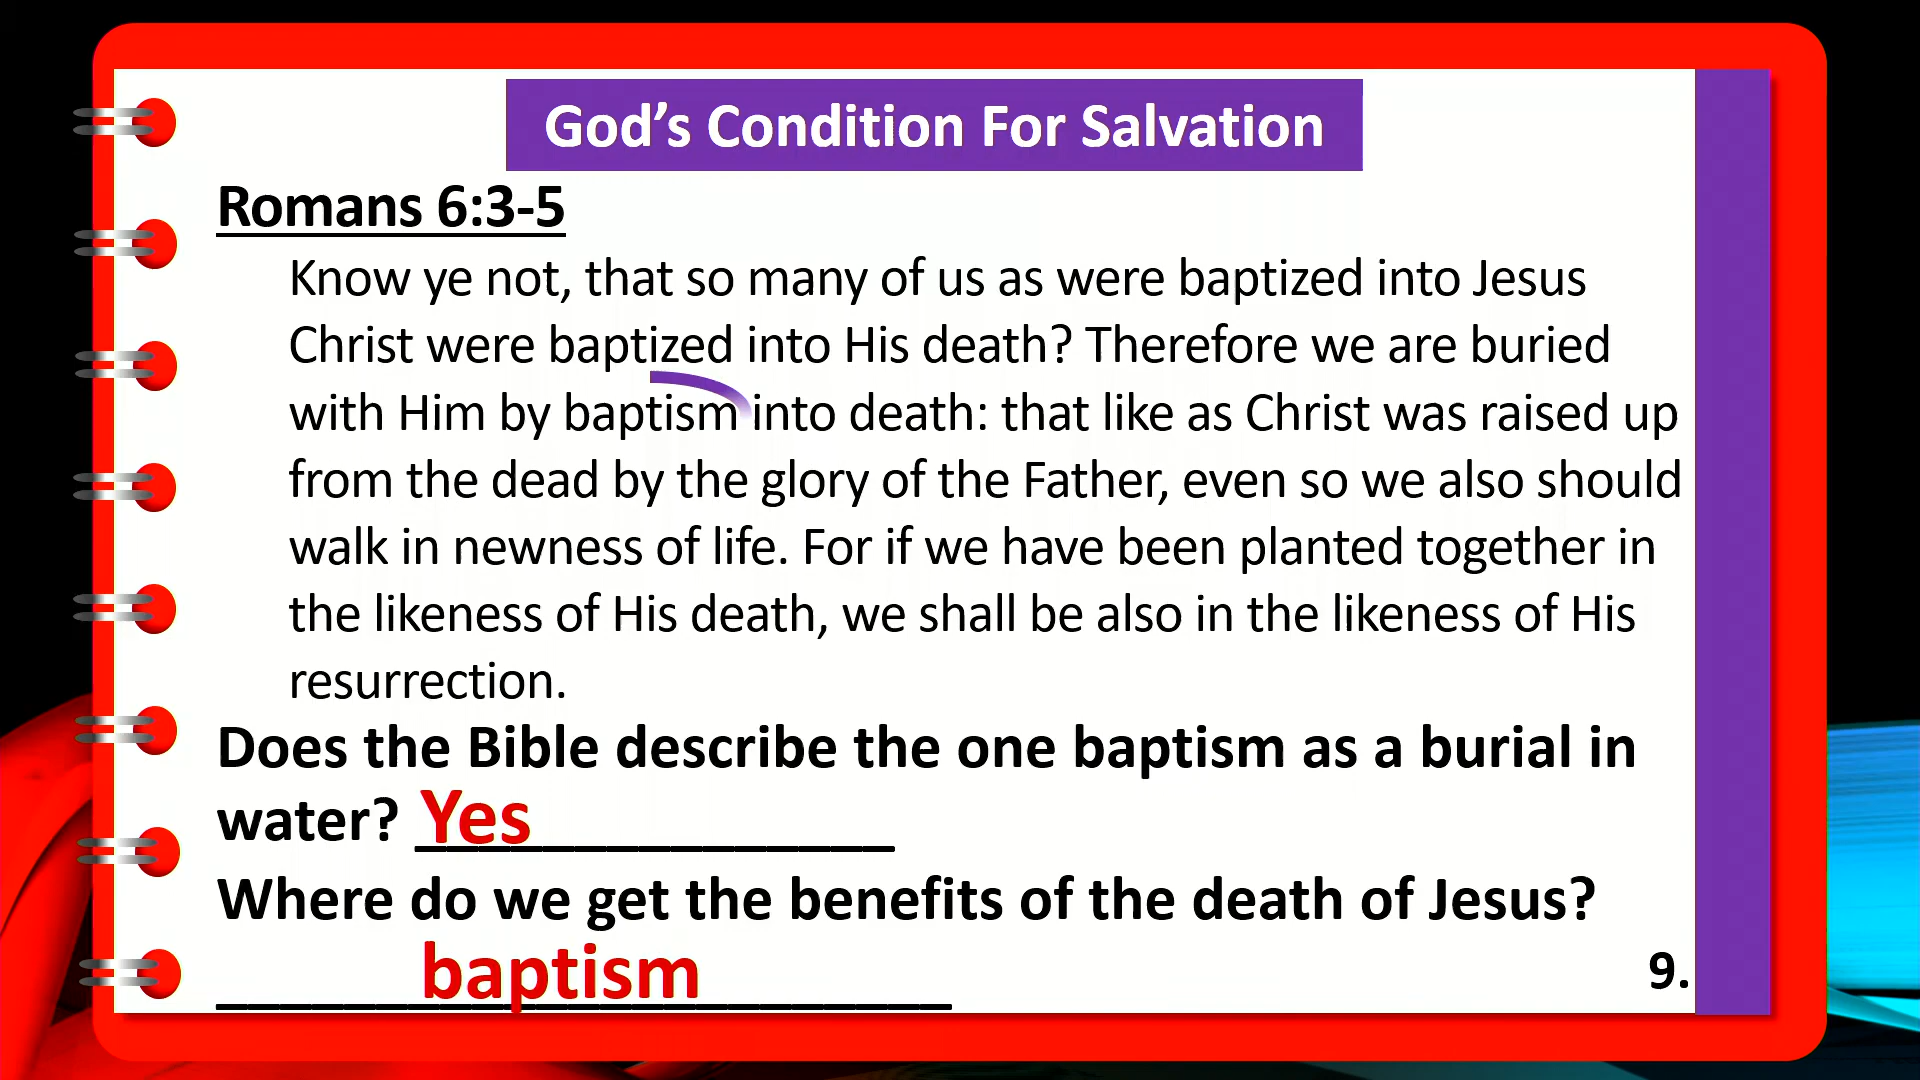 God’s Condition For Salvation
Romans 6:3-5
Know ye not, that so many of us as were baptized into Jesus
Christ were baptized into His death? Therefore we are buried
with Him by baptism into death: that like as Christ was raised up
from the dead by the glory of the Father, even so we also should
walk in newness of life. For if we have been planted together in
the likeness of His death, we shall be also in the likeness of His
resurrection.
Does the Bible describe the one baptism as a burial in
water? Yes
Where do we get the benefits of the death of Jesus?
baptism
9.